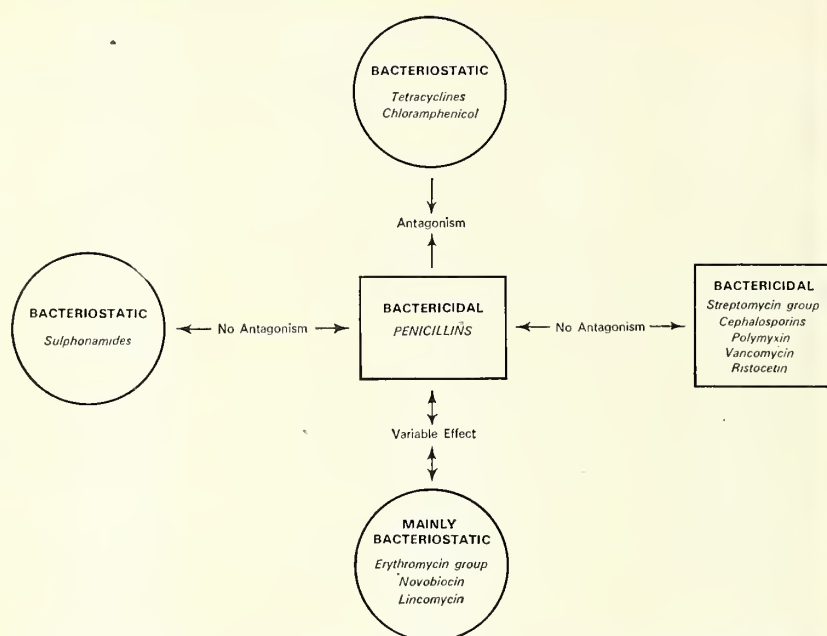 BACTERIOSTATIC
Tetracyclines
Chloramphenicol
Antagonism
BACTERIOSTATIC
Sulphonamides
No Antagonism
BACTERICIDAL
PENICILLINS
No Antagonism
BACTERICIDAL
Streptomycin group
Cephalosporins
Polymyxin
Vancomycin
Ristocetin
Variable Effect
MAINLY
BACTERIOSTATIC
Erythromycin group
Novobiocin
Lincomycin